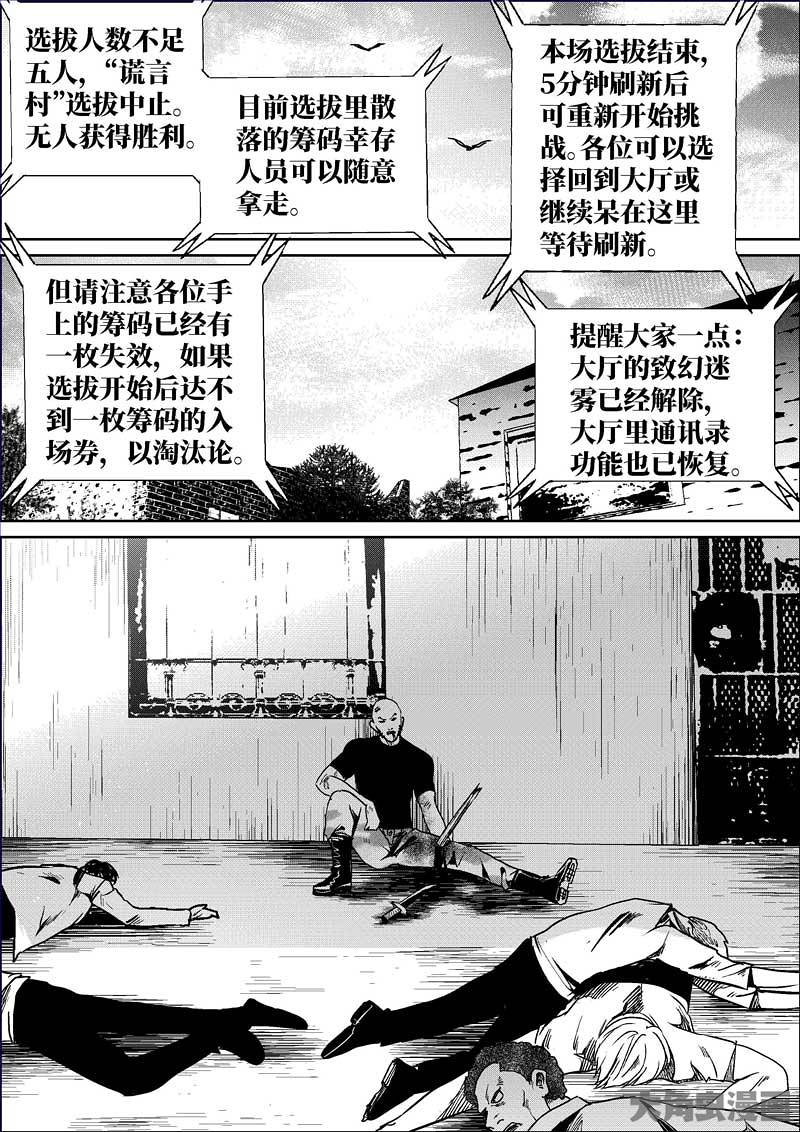 选拔人数不足
五人，“谎言
村”选拔中止。
无人获得胜利。
目前选拔里散
落的筹码幸存
人员可以随意
拿走。
本场选拔结束，
5分钟刷新后
可重新开始挑
战。各位可以选
择回到大厅或
继续呆在这里
等待刷新。
但请注意各位手
上的筹码已经有
一枚失效，如果
选拔开始后达不
到一枚筹码的入
场券，以淘汰论。
提醒大家一点：
大厅的致幻迷
雾已经解除，
大厅里通讯录
功能也已恢复。
大角虫漫画